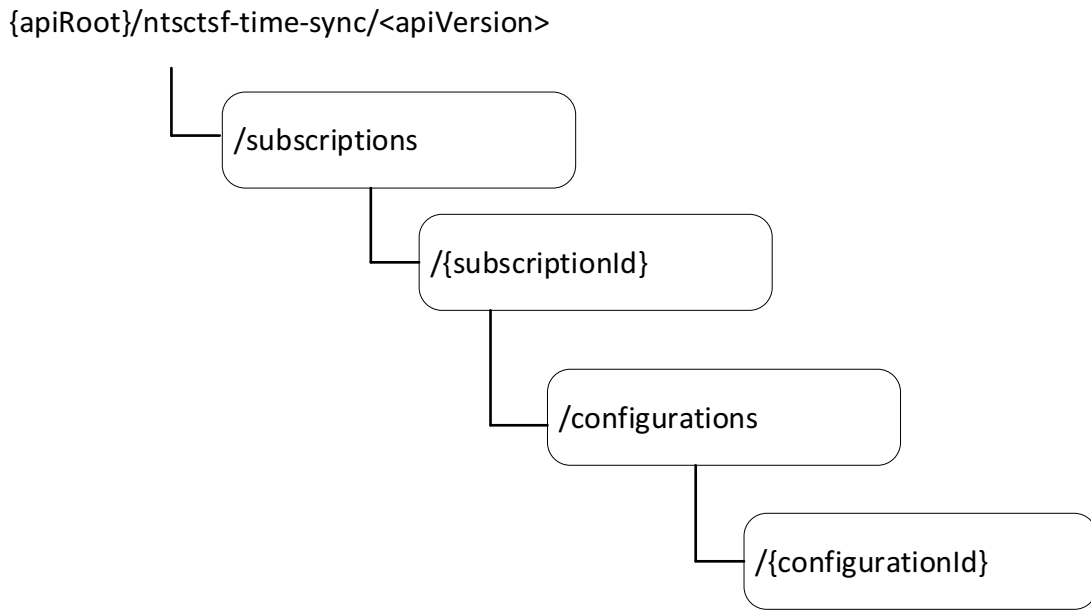 {apiRoot}/ntsctsf-time-sync/<apiVersion>
/subscriptions
/{subscriptionId}
/configurations
/{configurationId}